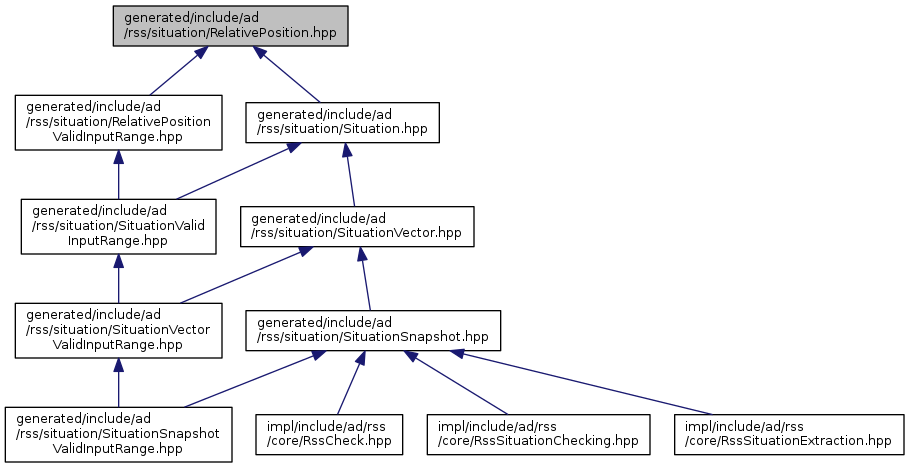 generated/include/ad
/rss/situation/RelativePosition.hpp
generated/include/ad
/rss/situation/RelativePosition
ValidInputRange.hpp
generated/include/ad
/rss/situation/Situation.hpp
generated/include/ad
/rss/situation/SituationValid
InputRange.hpp
generated/include/ad
/rss/situation/SituationVector.hpp
generated/include/ad
/rss/situation/SituationVector
ValidInputRange.hpp
generated/include/ad
/rss/situation/SituationSnapshot.hpp
generated/include/ad
/rss/situation/SituationSnapshot
ValidInputRange.hpp
impl/include/ad/rss
/core/RssCheck.hpp
impl/include/ad/rss
/core/RssSituationChecking.hpp
impl/include/ad/rss
/core/RssSituationExtraction.hpp